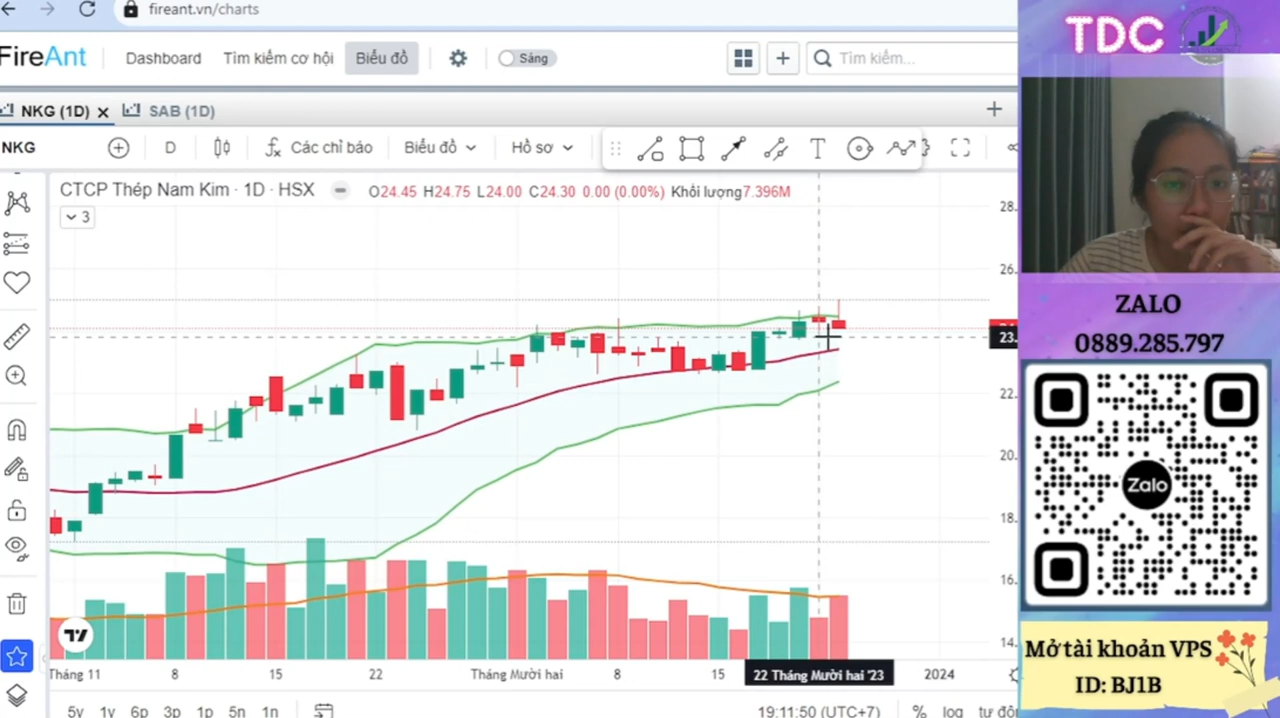 fireant.vn/charts
FireAnt
Dashboard
Tìm kiếm cơ hội
Biểu đồ
Sáng
Tìm kiếm...
NKG (1D)
SAB (1D)
NKG
D
Các chỉ báo
Biểu đồ
Hồ sơ
CTCP Thép Nam Kim · 1D · HSX
O24.45 H24.75 L24.00 C24.30 0.00 (0.00%) Khối lượng7.396M
3
28.
26.
23.
22.
20.
18.
16.
14.
Tháng 11
8
15
22
Tháng Mười hai
8
15
22 Tháng Mười hai '23
2024
5y
1y
6p
3p
1p
5n
1n
19:11:50 (UTC+7)
%
log
tự độ
TDC
ZALO
0889.285.797
Zalo
Mở tài khoản VPS
ID: BJ1B